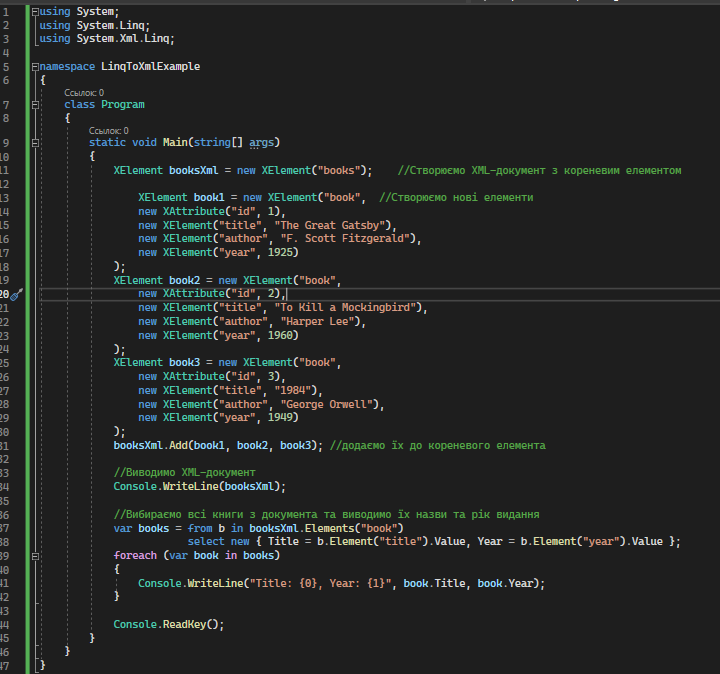 1 using System;
2 using System.Linq;
3 using System.Xml.Linq;
4
5 namespace LinqToXmlExample
6 {
Ссылок: 0
7 class Program
8 {
Ссылок: 0
9 static void Main(string[] args)
10 {
11 XElement booksXml = new XElement("books"); //Створюємо XML-документ з кореневим елементом
12
13 XElement book1 = new XElement("book", //Створюємо нові елементи
14 new XAttribute("id", 1),
15 new XElement("title", "The Great Gatsby"),
16 new XElement("author", "F. Scott Fitzgerald"),
17 new XElement("year", 1925)
18 );
19 XElement book2 = new XElement("book",
20 new XAttribute("id", 2),
21 new XElement("title", "To Kill a Mockingbird"),
22 new XElement("author", "Harper Lee"),
23 new XElement("year", 1960)
24 );
25 XElement book3 = new XElement("book",
26 new XAttribute("id", 3),
27 new XElement("title", "1984"),
28 new XElement("author", "George Orwell"),
29 new XElement("year", 1949)
30 );
31 booksXml.Add(book1, book2, book3); //додаємо їх до кореневого елемента
32
33 //Виводимо XML-документ
34 Console.WriteLine(booksXml);
35
36 //Вибираємо всі книги з документа та виводимо їх назви та рік видання
37 var books = from b in booksXml.Elements("book")
38 select new { Title = b.Element("title").Value, Year = b.Element("year").Value };
39 foreach (var book in books)
40 {
41 Console.WriteLine("Title: {0}, Year: {1}", book.Title, book.Year);
42 }
43
44 Console.ReadKey();
45 }
46 }
47 }